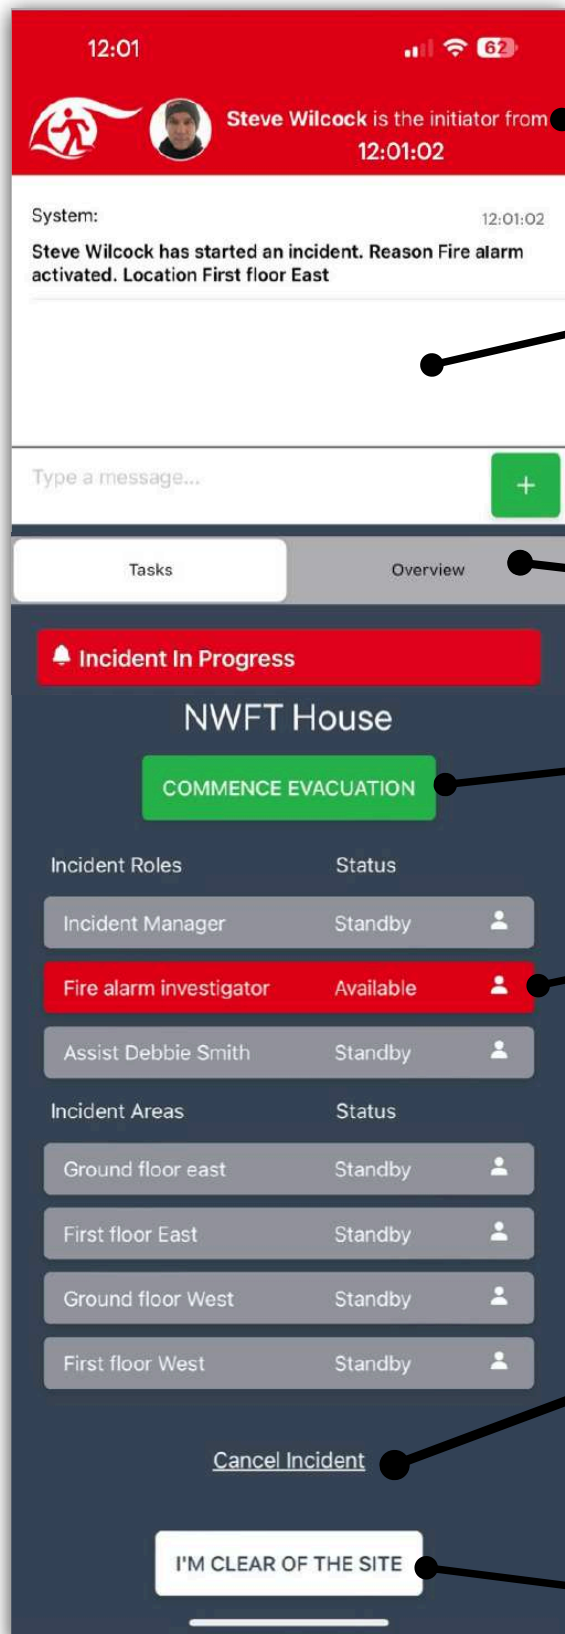 12:01
62
Steve Wilcock is the initiator from
12:01:02
System:
12:01:02
Steve Wilcock has started an incident. Reason Fire alarm
activated. Location First floor East
Type a message...
+
Tasks
Overview
Incident In Progress
NWFT House
COMMENCE EVACUATION
Incident Roles Status
Incident Manager Standby
Fire alarm investigator Available
Assist Debbie Smith Standby
Incident Areas Status
Ground floor east Standby
First floor East Standby
Ground floor West Standby
First floor West Standby
Cancel Incident
I'M CLEAR OF THE SITE